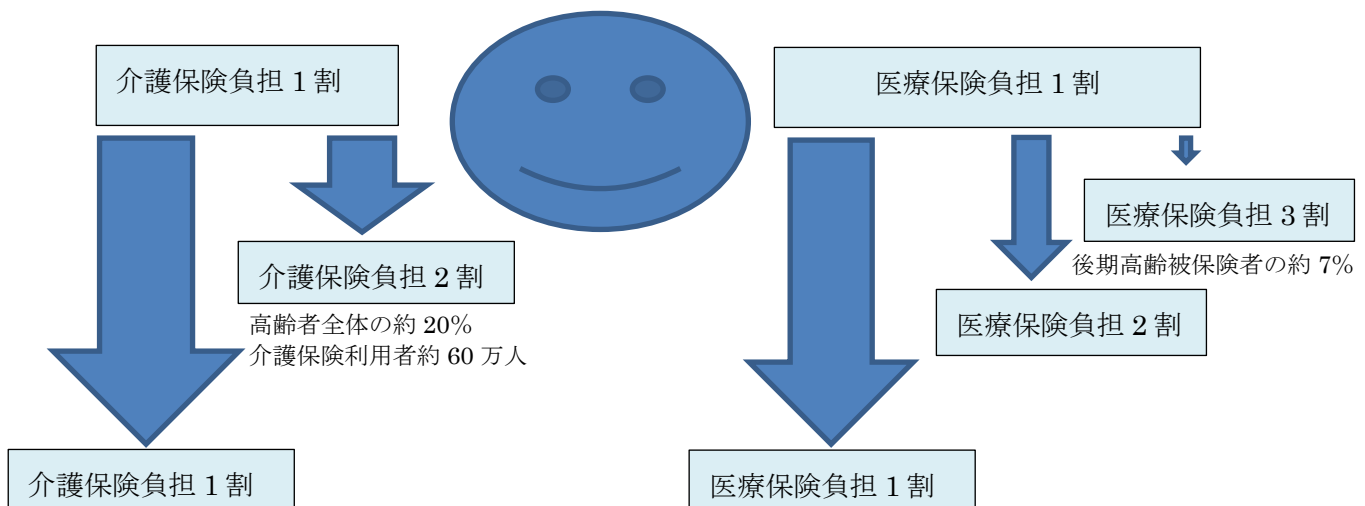 介護保険負担 1 割
医療保険負担 1 割
医療保険負担 3 割
後期高齢被保険者の約 7%
介護保険負担 2 割
高齢者全体の約 20%
介護保険利用者約 60 万人
医療保険負担 2 割
介護保険負担 1 割
医療保険負担 1 割